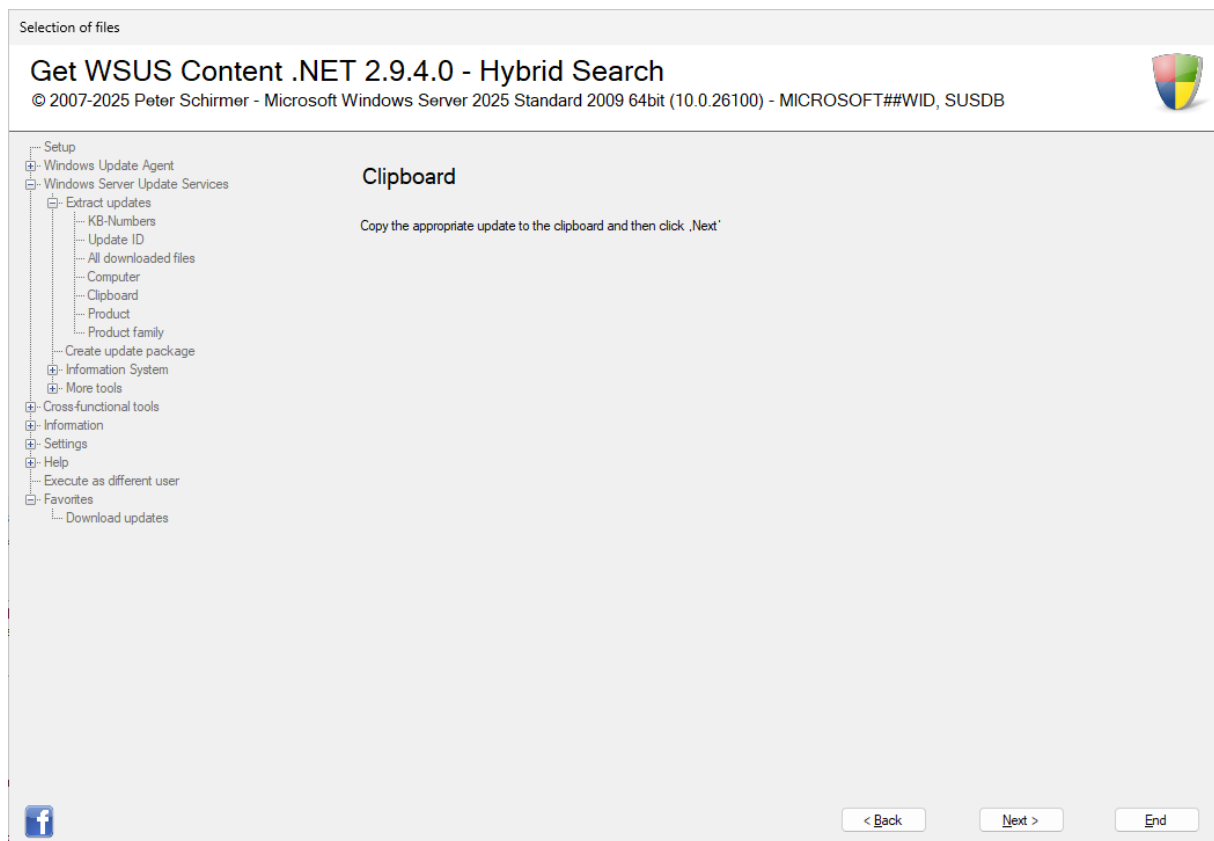 Selection of files
Get WSUS Content .NET 2.9.4.0 - Hybrid Search
© 2007-2025 Peter Schirmer - Microsoft Windows Server 2025 Standard 2009 64bit (10.0.26100) - MICROSOFT##WID, SUSDB
Setup
Windows Update Agent
Windows Server Update Services
Extract updates
KB-Numbers
Update ID
All downloaded files
Computer
Clipboard
Product
Product family
Create update package
Information System
More tools
Cross-functional tools
Information
Settings
Help
Execute as different user
Favorites
Download updates
Clipboard
Copy the appropriate update to the clipboard and then click ‚Next‘
f
< Back
Next >
End